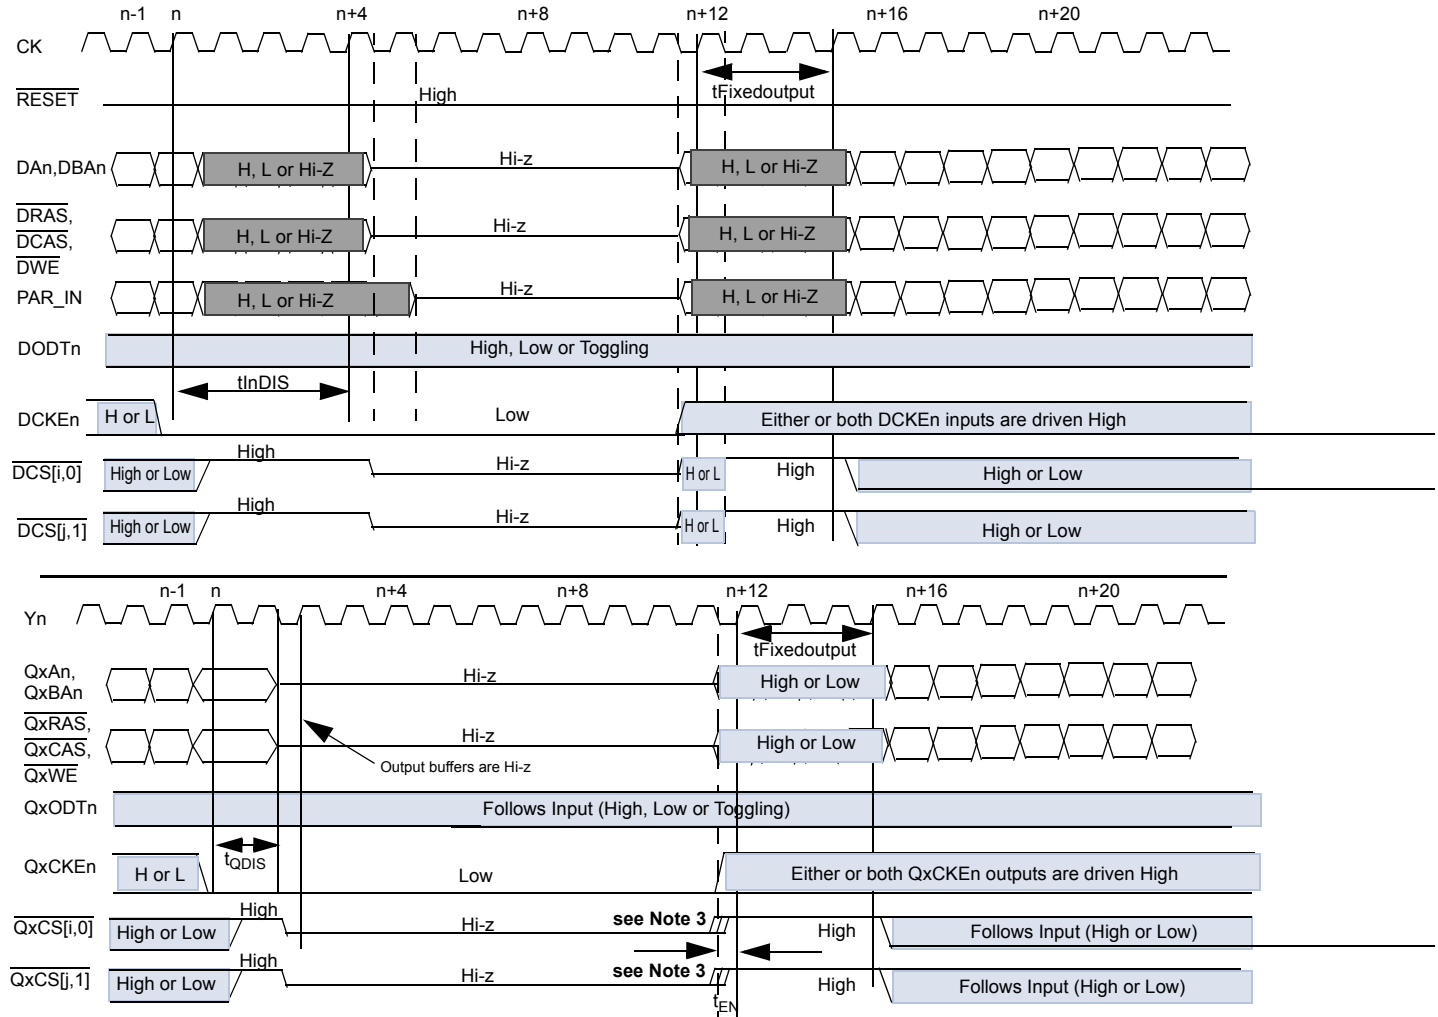 n-1 n n+4 n+8 n+12 n+16 n+20
CK
tFixedoutput
RESET High
DAn,DBAn H, L or Hi-Z Hi-z H, L or Hi-Z
DRAS,
DCAS, H, L or Hi-Z Hi-z H, L or Hi-Z
DWE
PAR_IN H, L or Hi-Z Hi-z H, L or Hi-Z
DODTn High, Low or Toggling
tInDIS
DCKEn H or L Low Either or both DCKEn inputs are driven High
DCS[i,0] High or Low High Hi-z H or L High High or Low
DCS[j,1] High or Low High Hi-z H or L High High or Low
n-1 n n+4 n+8 n+12 n+16 n+20
Yn
tFixedoutput
QxAn,
QxBAn Hi-z High or Low
QxRAS,
QxCAS, Hi-z High or Low
QxWE
Output buffers are Hi-z
QxODTn Follows Input (High, Low or Toggling)
tQDIS
QxCKEn H or L Low Either or both QxCKEn outputs are driven High
QxCS[i,0] High or Low High Hi-z see Note 3 High Follows Input (High or Low)
QxCS[j,1] High or Low High Hi-z see Note 3 High Follows Input (High or Low)
tEN